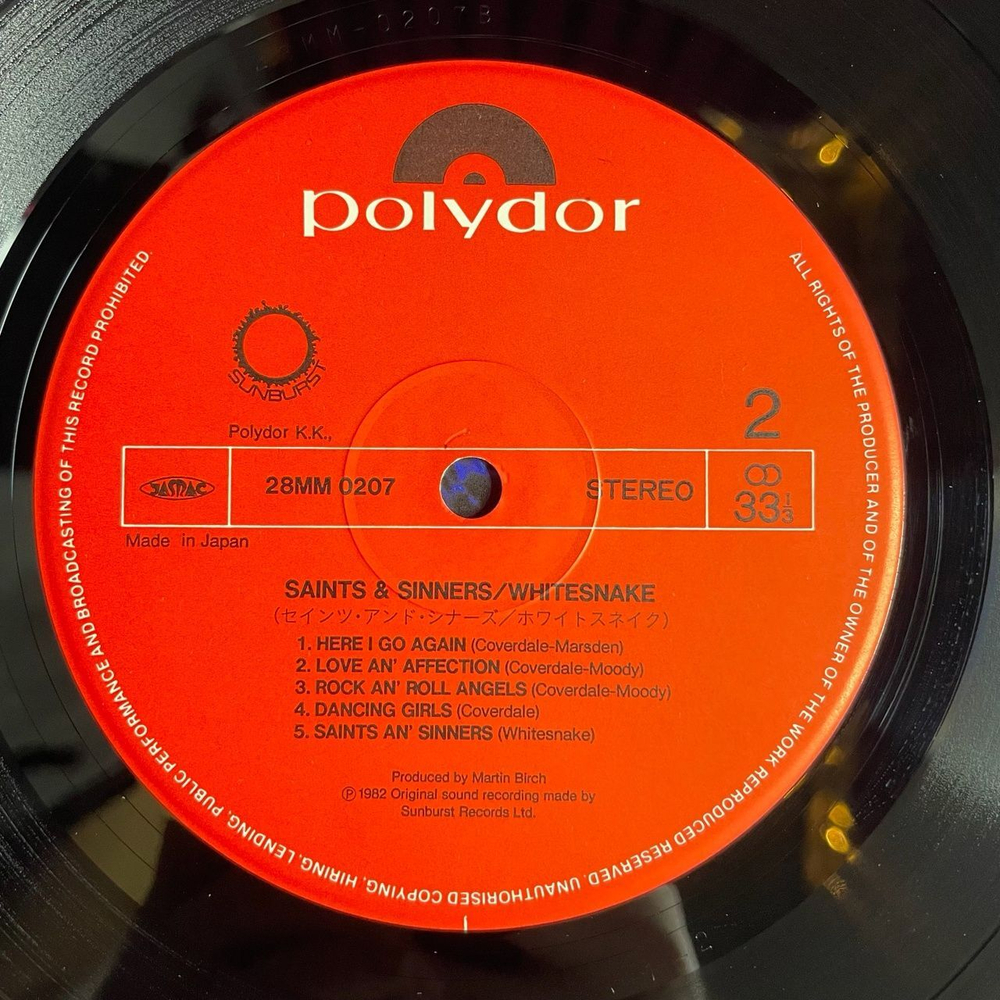 MM-0207B
polydor
SUNBURST
2
Polydor K.K.,
JASRAC
28MM 0207
STEREO
33 1/3
Made in Japan
SAINTS & SINNERS/WHITESNAKE
(セインツ・アンド・シナーズ/ホワイトスネイク)
1. HERE I GO AGAIN (Coverdale-Marsden)
2. LOVE AN' AFFECTION (Coverdale-Moody)
3. ROCK AN' ROLL ANGELS (Coverdale-Moody)
4. DANCING GIRLS (Coverdale)
5. SAINTS AN' SINNERS (Whitesnake)
Produced by Martin Birch
Ⓟ 1982 Original sound recording made by
Sunburst Records Ltd.
ALL RIGHTS OF THE PRODUCER AND OF THE OWNER OF THE WORK REPRODUCED RESERVED. UNAUTHORISED COPYING, HIRING, LENDING, PUBLIC PERFORMANCE AND BROADCASTING OF THIS RECORD PROHIBITED.